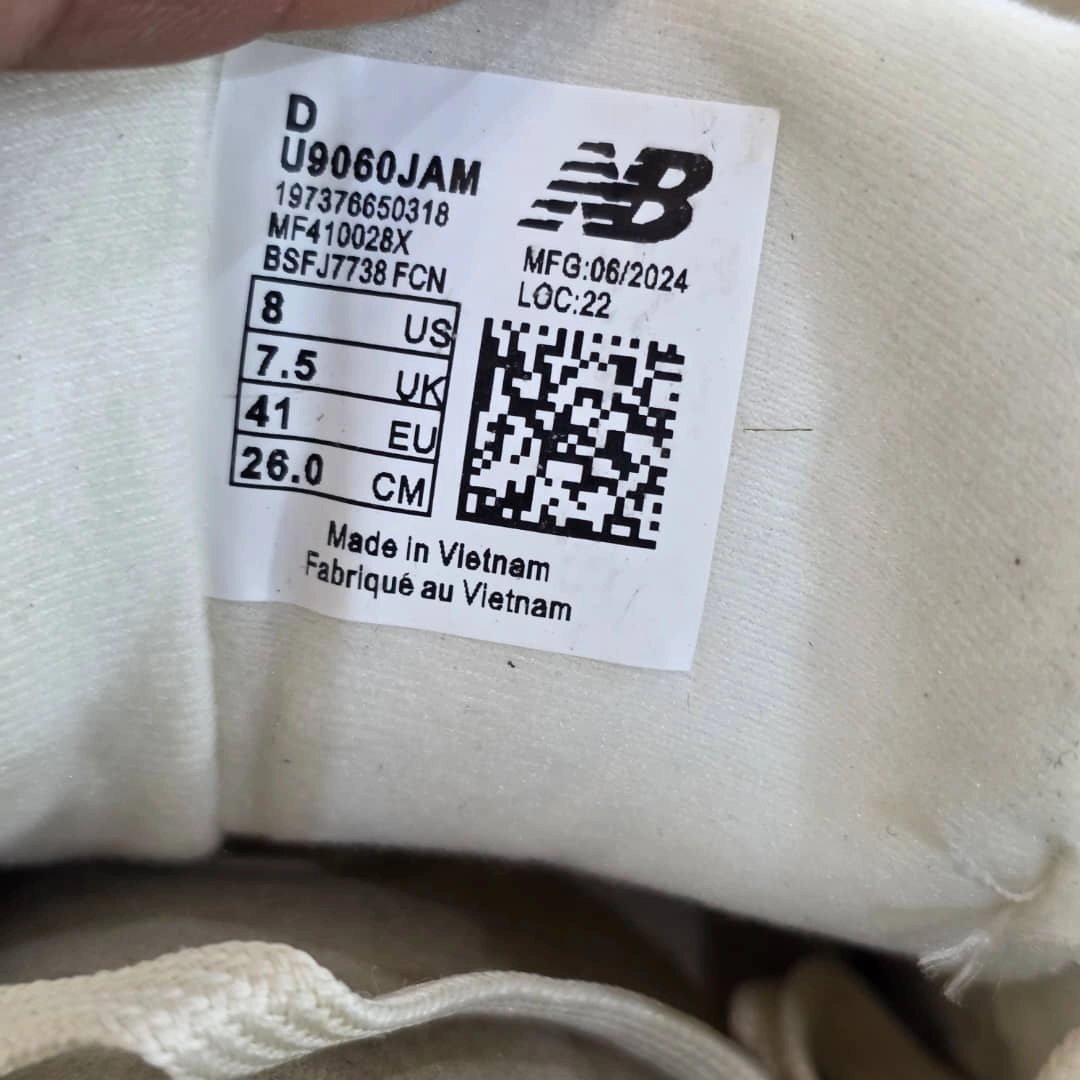 D
U9060JAM
197376650318
MF410028X
BSFJ7738 FCN
8 US
7.5 UK
41 EU
26.0 CM
NB
MFG:06/2024
LOC:22
Made in Vietnam
Fabriqué au Vietnam